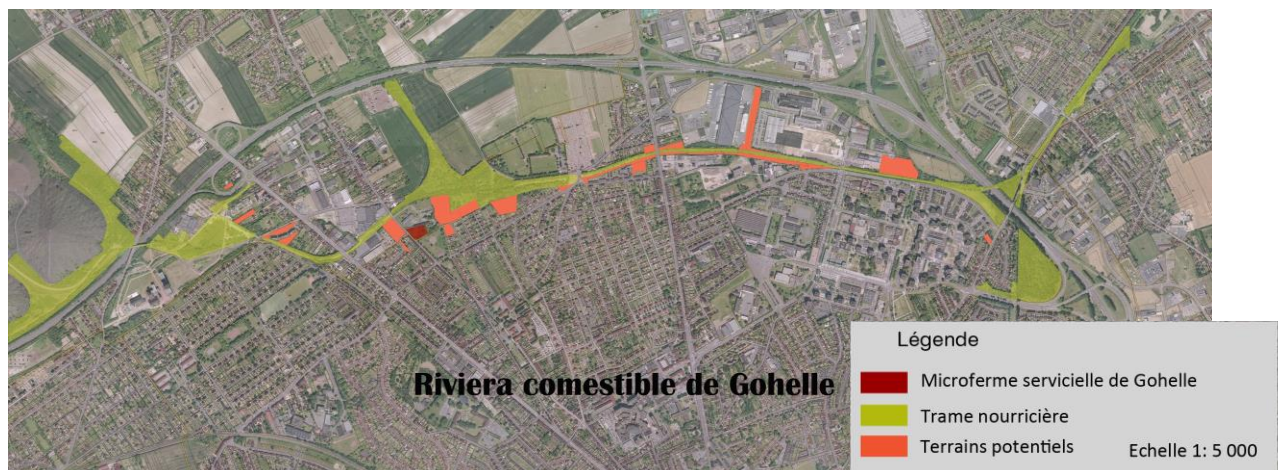 Riviera comestible de Gohelle
Légende
Microferme servicielle de Gohelle
Trame nourricière
Terrains potentiels
Echelle 1: 5 000